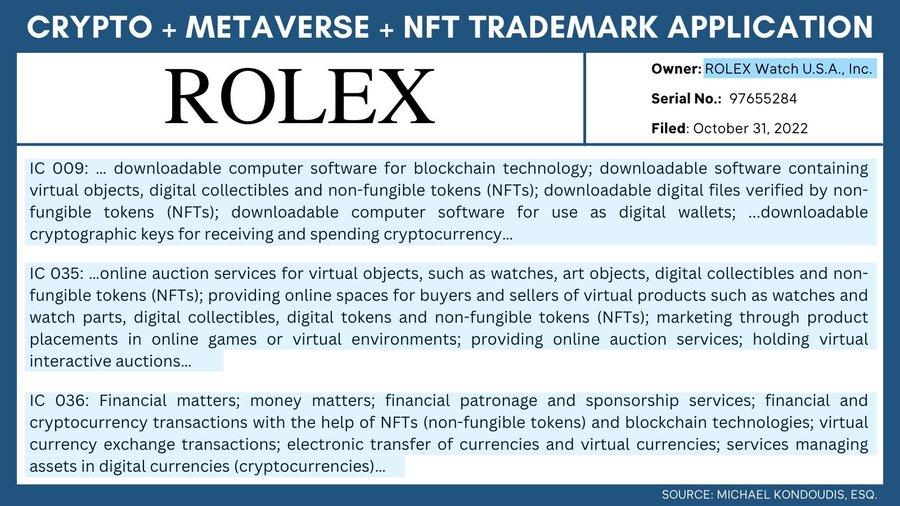 CRYPTO + METAVERSE + NFT TRADEMARK APPLICATION
ROLEX
Owner: ROLEX Watch U.S.A., Inc.
Serial No.: 97655284
Filed: October 31, 2022
IC 009: ... downloadable computer software for blockchain technology; downloadable software containing
virtual objects, digital collectibles and non-fungible tokens (NFTs); downloadable digital files verified by non-
fungible tokens (NFTs); downloadable computer software for use as digital wallets; ...downloadable
cryptographic keys for receiving and spending cryptocurrency...
IC 035: ...online auction services for virtual objects, such as watches, art objects, digital collectibles and non-
fungible tokens (NFTs); providing online spaces for buyers and sellers of virtual products such as watches and
watch parts, digital collectibles, digital tokens and non-fungible tokens (NFTs); marketing through product
placements in online games or virtual environments; providing online auction services; holding virtual
interactive auctions...
IC 036: Financial matters; money matters; financial patronage and sponsorship services; financial and
cryptocurrency transactions with the help of NFTs (non-fungible tokens) and blockchain technologies; virtual
currency exchange transactions; electronic transfer of currencies and virtual currencies; services managing
assets in digital currencies (cryptocurrencies)...
SOURCE: MICHAEL KONDOUDIS, ESQ.